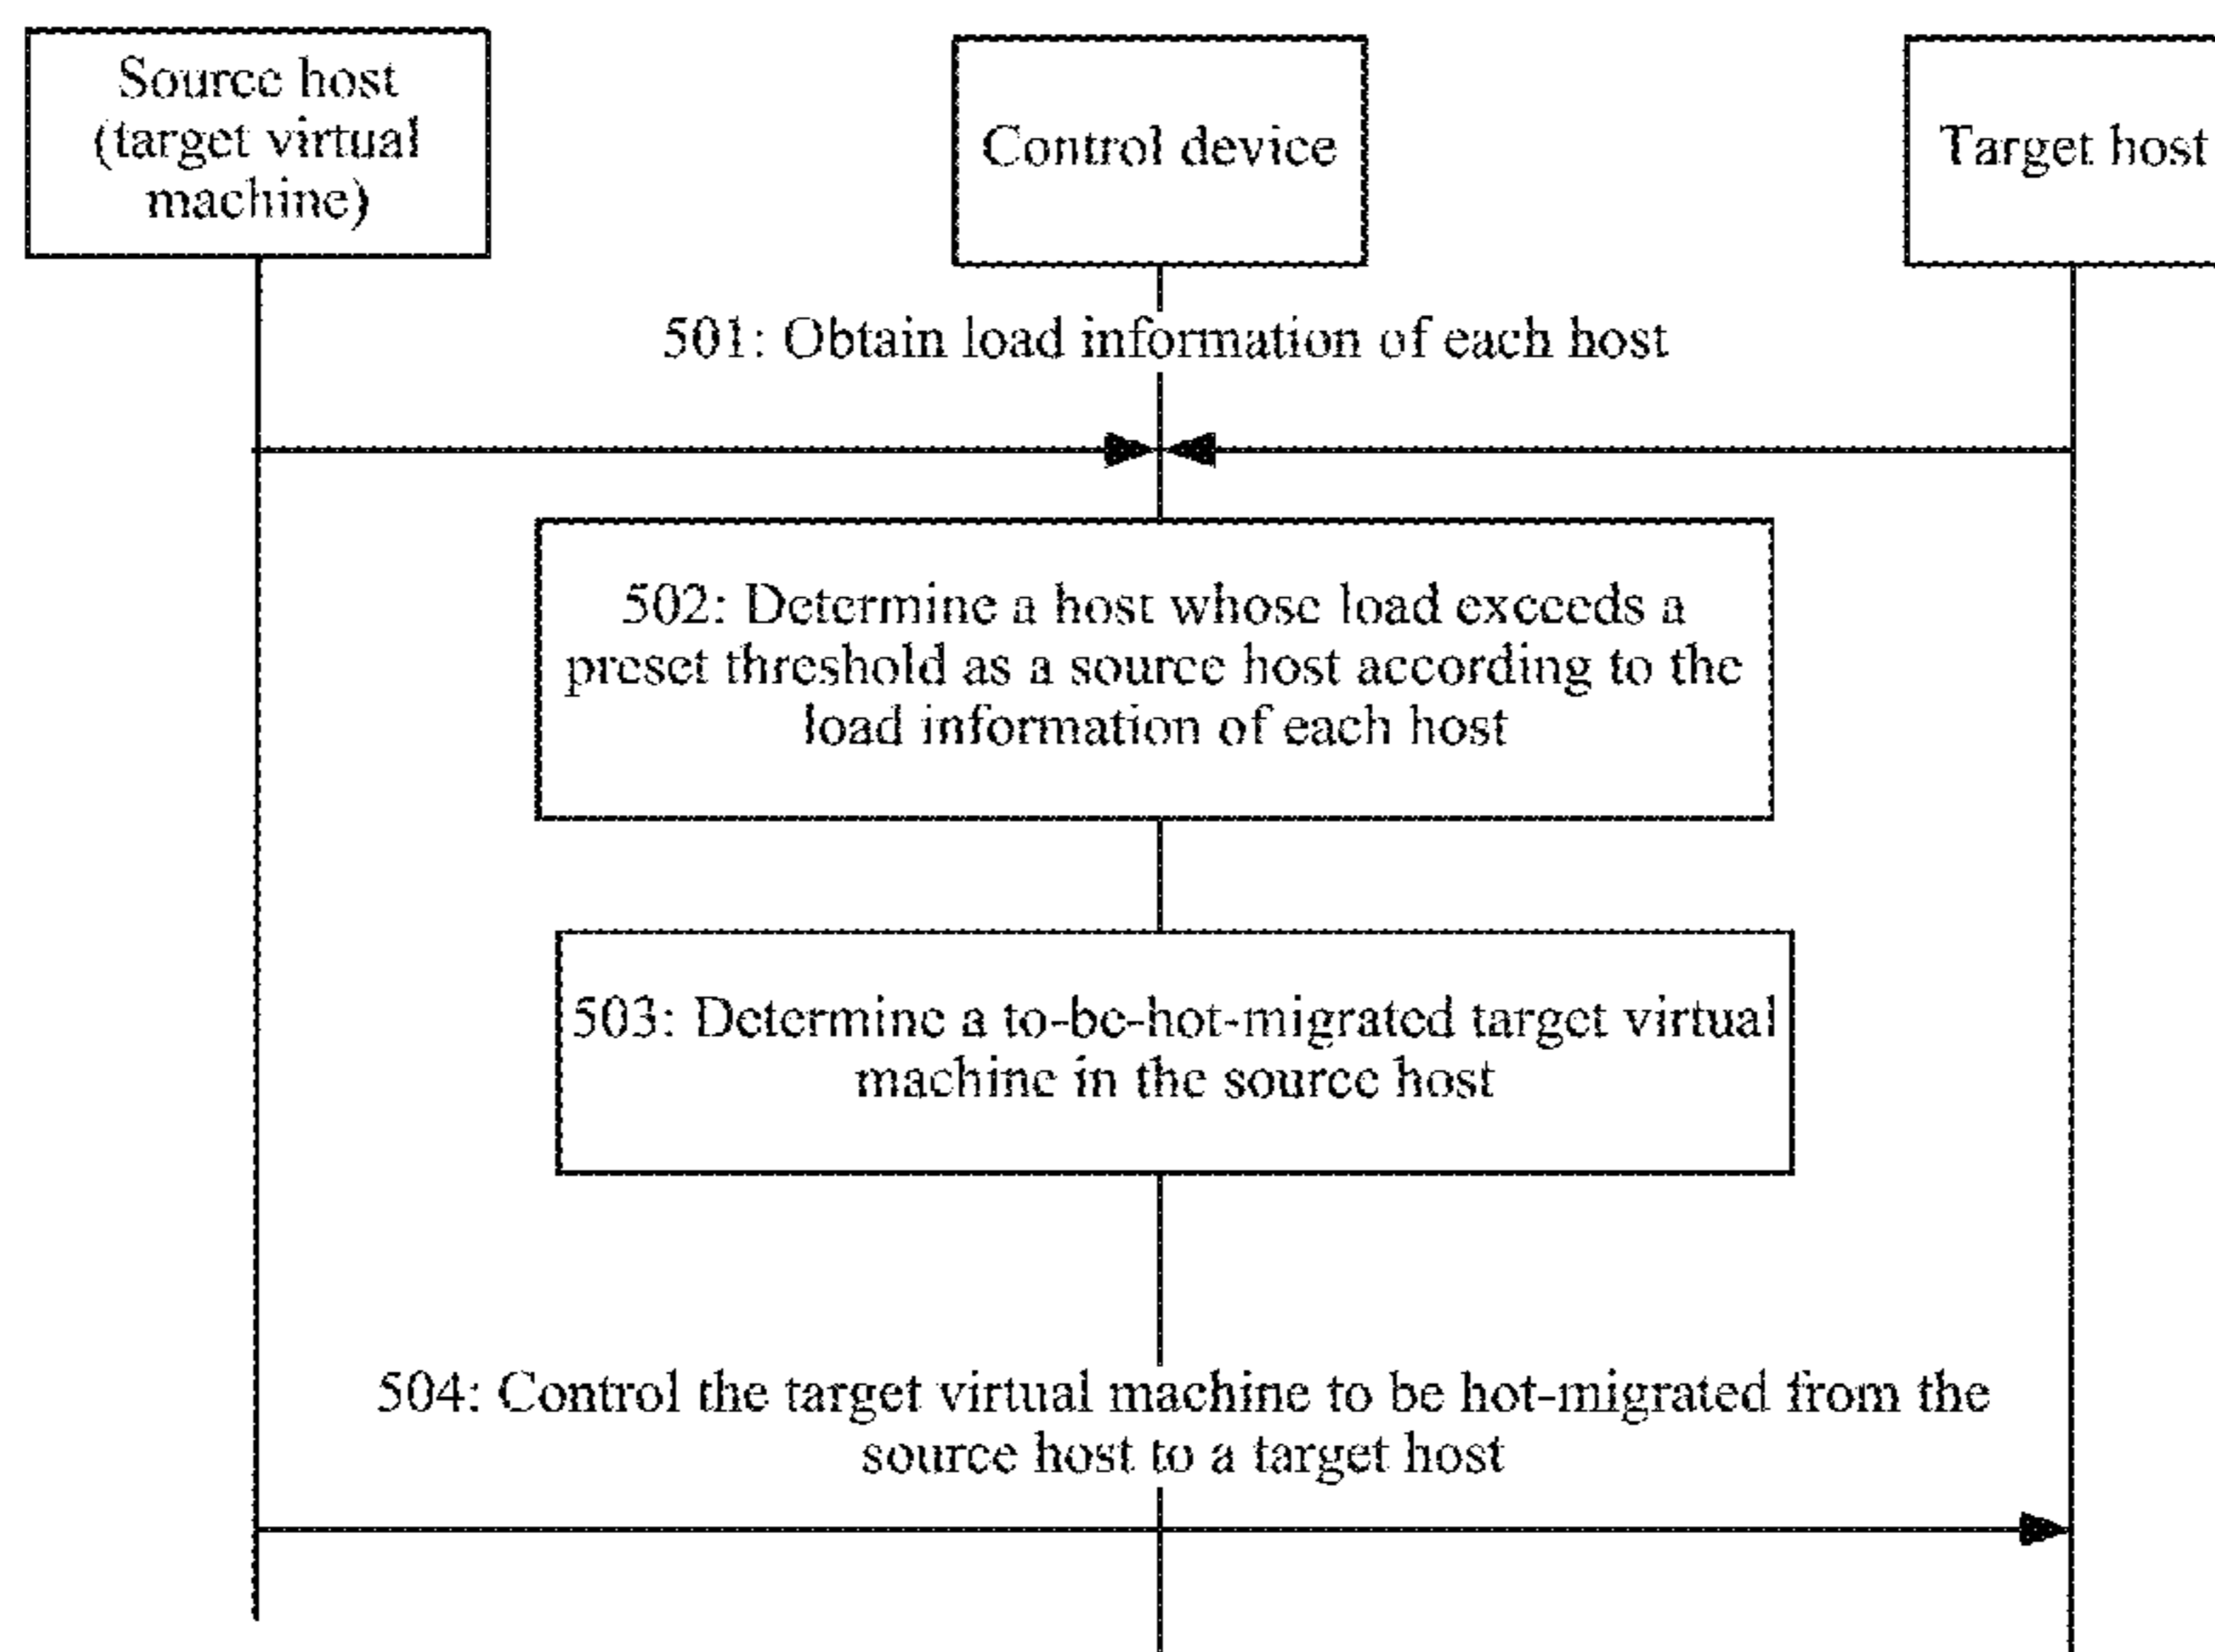 Source host
(target virtual
machine)
Control device
Target host
501: Obtain load information of each host
502: Determine a host whose load exceeds a
preset threshold as a source host according to the
load information of each host
503: Determine a to-be-hot-migrated target virtual
machine in the source host
504: Control the target virtual machine to be hot-migrated from the
source host to a target host